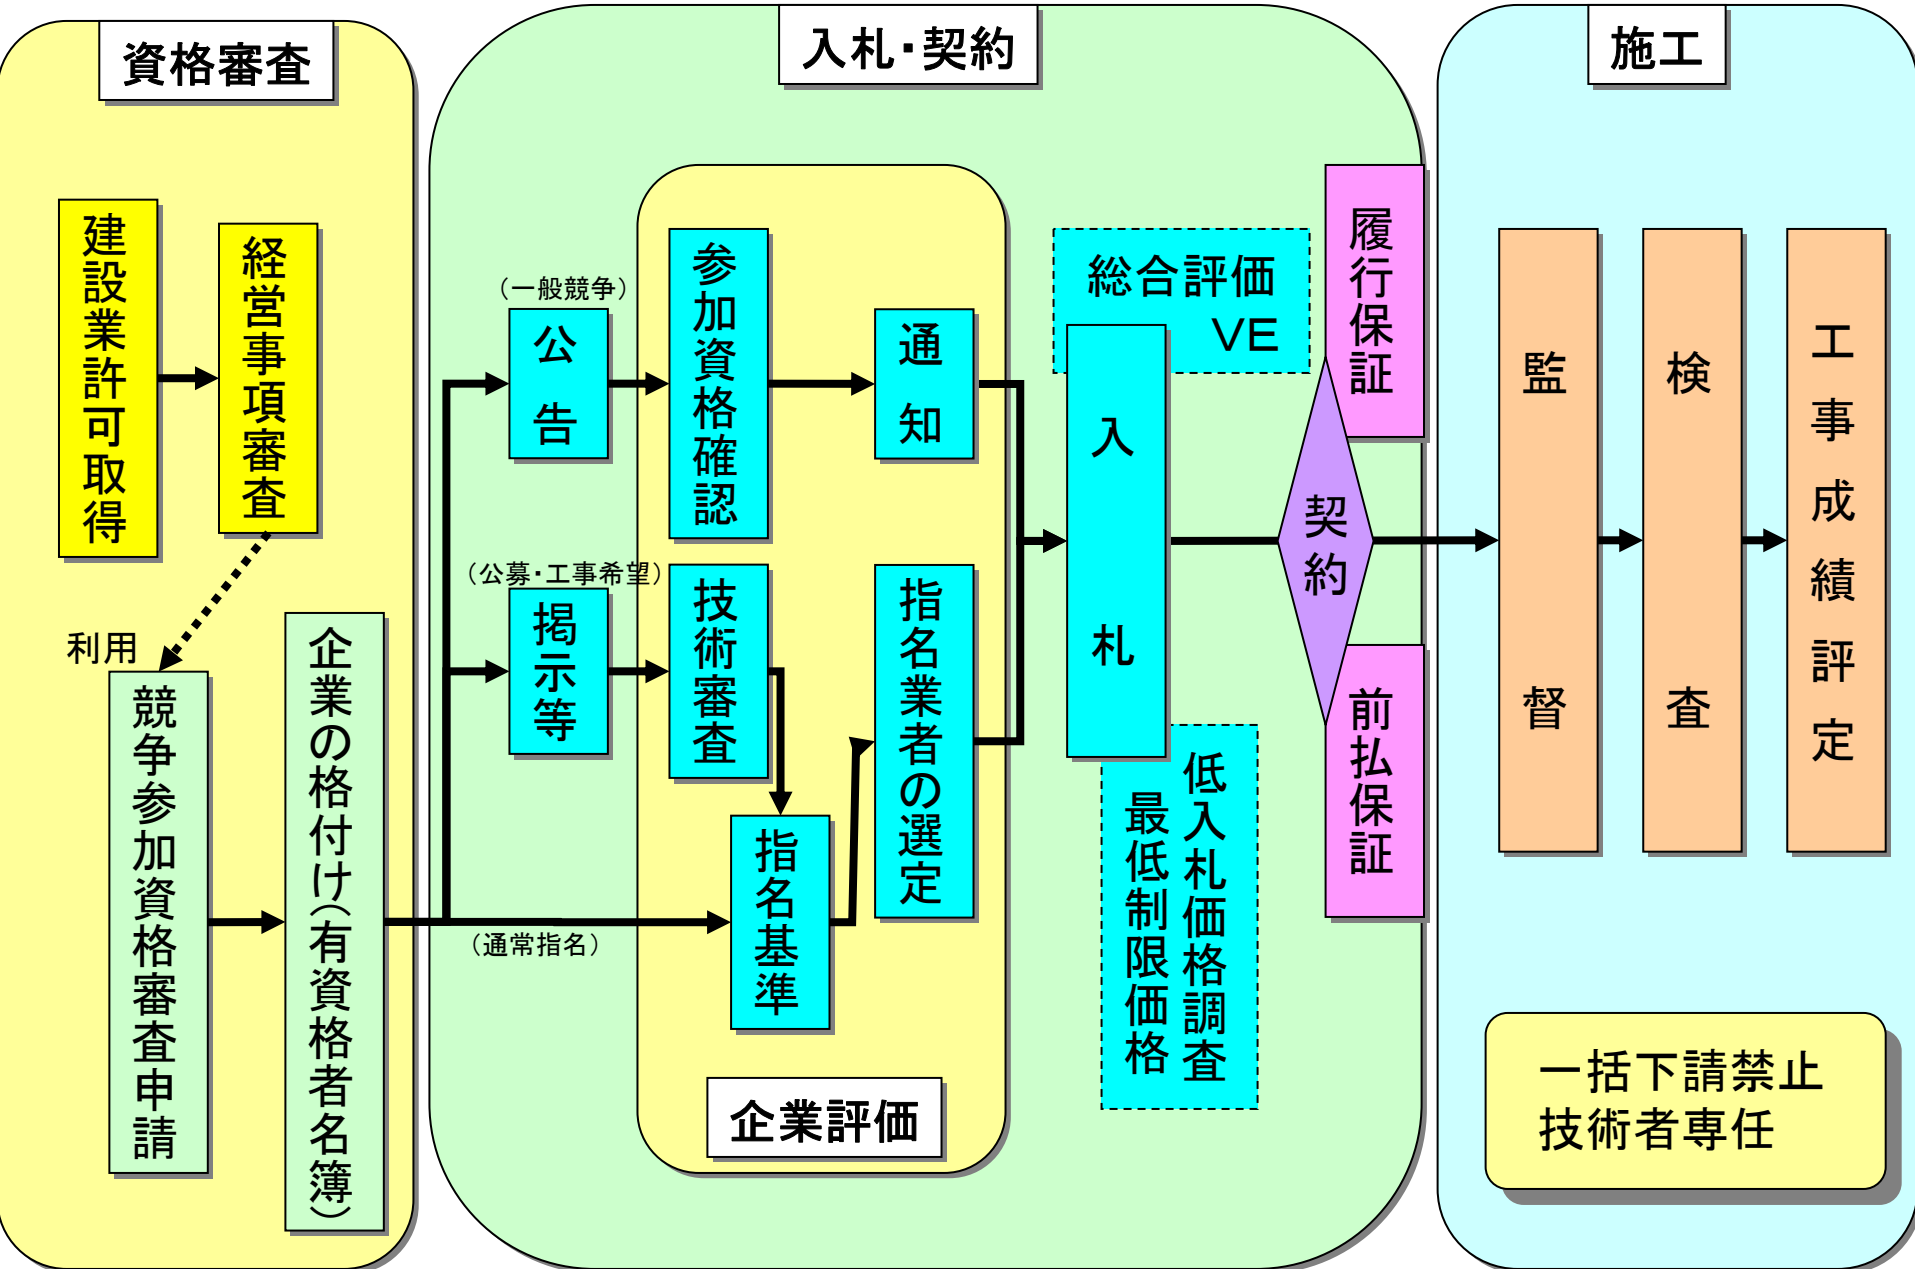 資格審査
建設業許可取得
経営事項審査
利用
競争参加資格審査申請
企業の格付け（有資格者名簿）
入札・契約
（一般競争）
公告
（公募・工事希望）
掲示等
（通常指名）
参加資格確認
通知
技術審査
指名業者の選定
指名基準
企業評価
総合評価
VE
入札
低入札価格調査
最低制限価格
履行保証
契約
前払保証
施工
監督
検査
工事成績評定
一括下請禁止
技術者専任